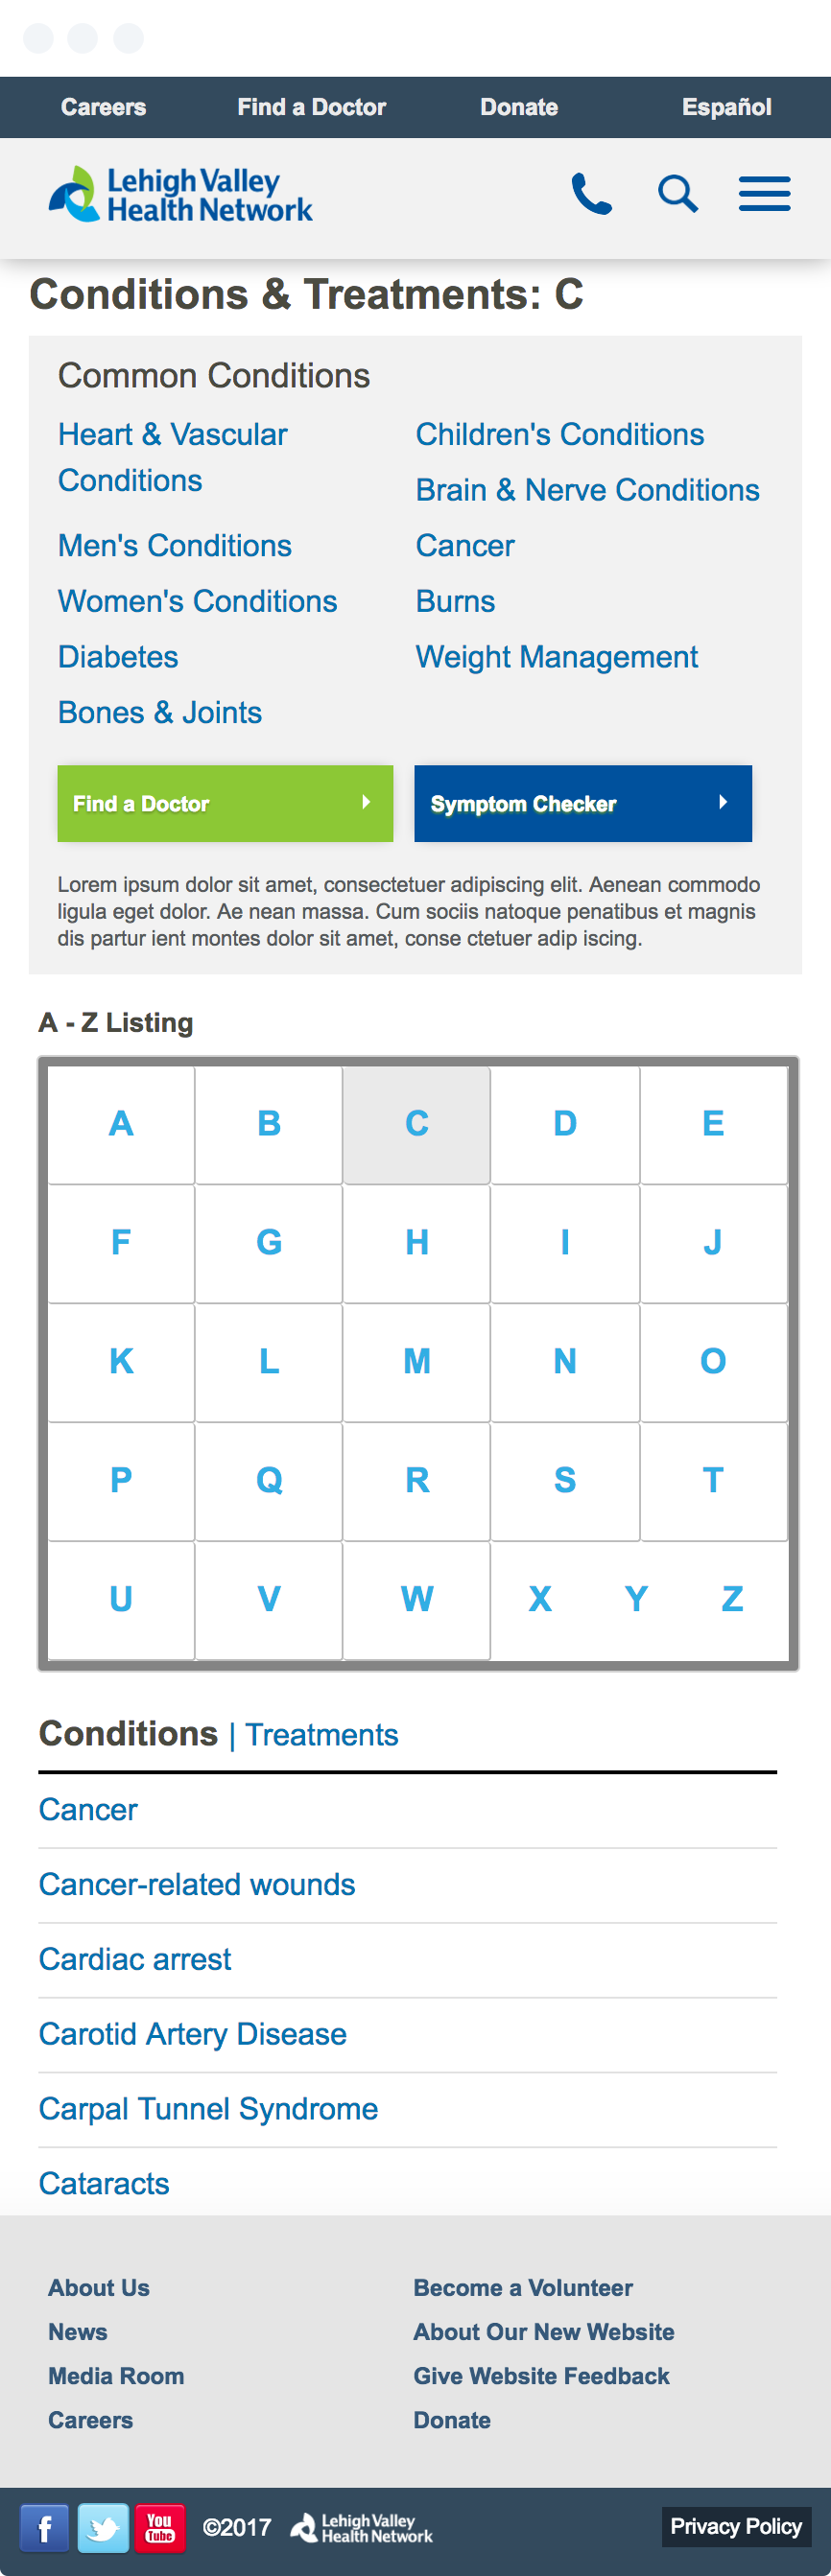 Careers Find a Doctor Donate Español
Lehigh Valley
Health Network
Conditions & Treatments: C
Common Conditions
Heart & Vascular
Conditions
Men's Conditions
Women's Conditions
Diabetes
Bones & Joints
Children's Conditions
Brain & Nerve Conditions
Cancer
Burns
Weight Management
Find a Doctor
Symptom Checker
Lorem ipsum dolor sit amet, consectetuer adipiscing elit. Aenean commodo
ligula eget dolor. Ae nean massa. Cum sociis natoque penatibus et magnis
dis partur ient montes dolor sit amet, conse ctetuer adip iscing.
A - Z Listing
A B C D E
F G H I J
K L M N O
P Q R S T
U V W X Y Z
Conditions | Treatments
Cancer
Cancer-related wounds
Cardiac arrest
Carotid Artery Disease
Carpal Tunnel Syndrome
Cataracts
About Us
News
Media Room
Careers
Become a Volunteer
About Our New Website
Give Website Feedback
Donate
f
You
Tube
©2017
Lehigh Valley
Health Network
Privacy Policy